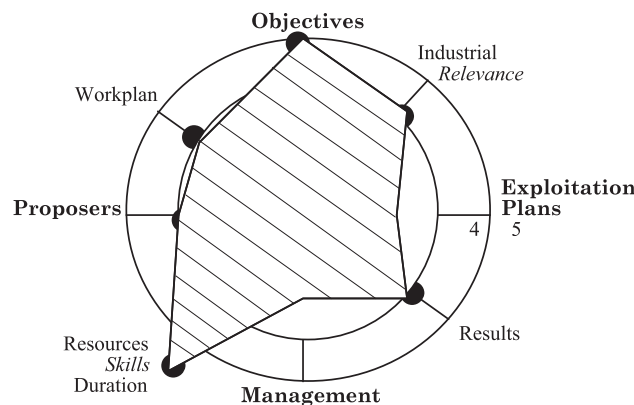 Objectives
Industrial
Relevance
Workplan
Exploitation
Plans
Proposers
4
5
Results
Resources
Skills
Duration
Management